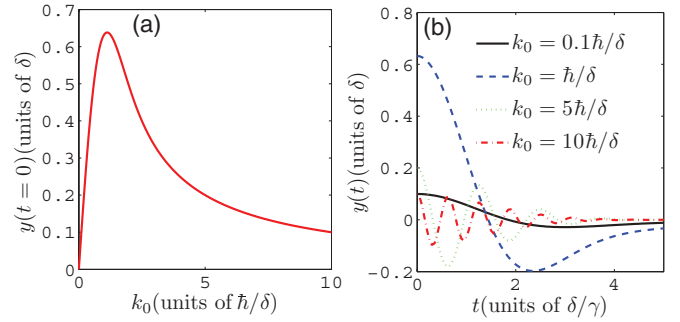 (a)
y(t = 0)(units of δ)
0.7
0.6
0.5
0.4
0.3
0.2
0.1
0
0 5 10
k₀(units of ħ/δ)
(b)
y(t)(units of δ)
0.8
0.6
0.4
0.2
0
−0.2
k₀ = 0.1ħ/δ
k₀ = ħ/δ
k₀ = 5ħ/δ
k₀ = 10ħ/δ
0 2 4
t(units of δ/γ)